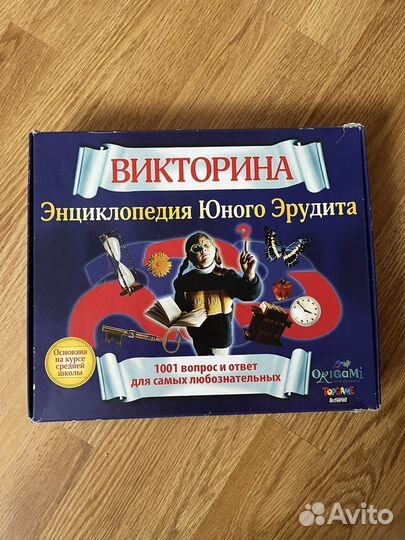 ВИКТОРИНА
Энциклопедия Юного Эрудита
Основана
на курсе
средней
школы
1001 вопрос и ответ
для самых любознательных
ORIGAMI
TOPGAME
Avito